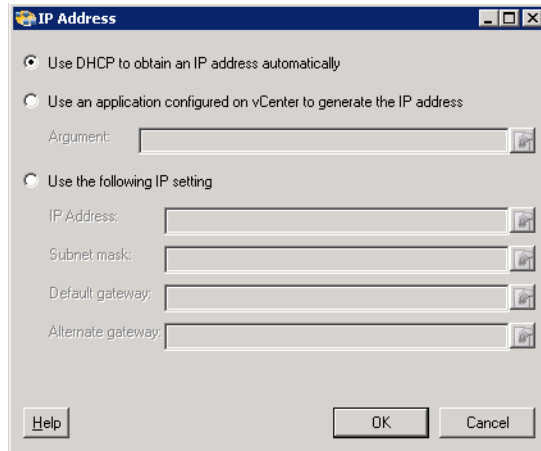 IP Address
Use DHCP to obtain an IP address automatically
Use an application configured on vCenter to generate the IP address
Argument:
Use the following IP setting
IP Address:
Subnet mask:
Default gateway:
Alternate gateway:
Help OK Cancel